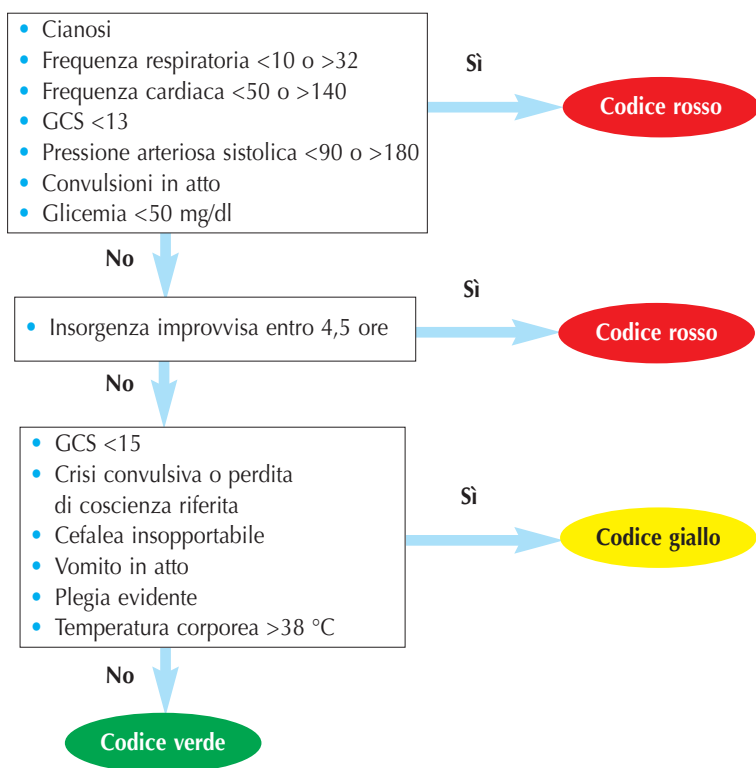 • Cianosi
• Frequenza respiratoria <10 o >32
• Frequenza cardiaca <50 o >140
• GCS <13
• Pressione arteriosa sistolica <90 o >180
• Convulsioni in atto
• Glicemia <50 mg/dl
Sì
Codice rosso
No
• Insorgenza improvvisa entro 4,5 ore
Sì
Codice rosso
No
• GCS <15
• Crisi convulsiva o perdita
di coscienza riferita
• Cefalea insopportabile
• Vomito in atto
• Plegia evidente
• Temperatura corporea >38 °C
Sì
Codice giallo
No
Codice verde